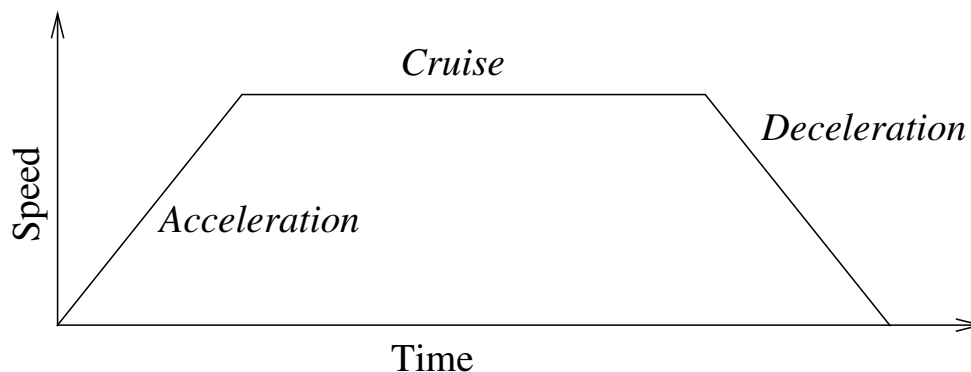 Cruise
Deceleration
Speed
Acceleration
Time